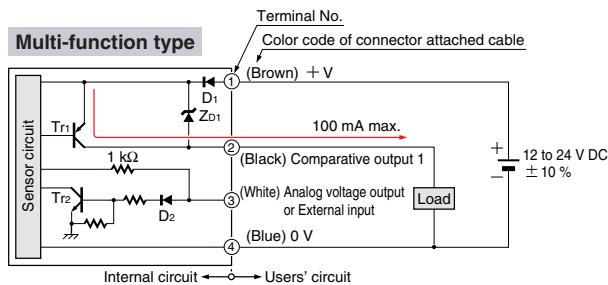 Terminal No.
Multi-function type
Color code of connector attached cable
1
(Brown) +V
D1
ZD1
Tr1
100 mA max.
2
(Black) Comparative output 1
1 kΩ
Sensor circuit
Tr2
D2
3
(White) Analog voltage output
or External input
Load
+
12 to 24 V DC
± 10 %
−
4
(Blue) 0 V
Internal circuit
Users' circuit